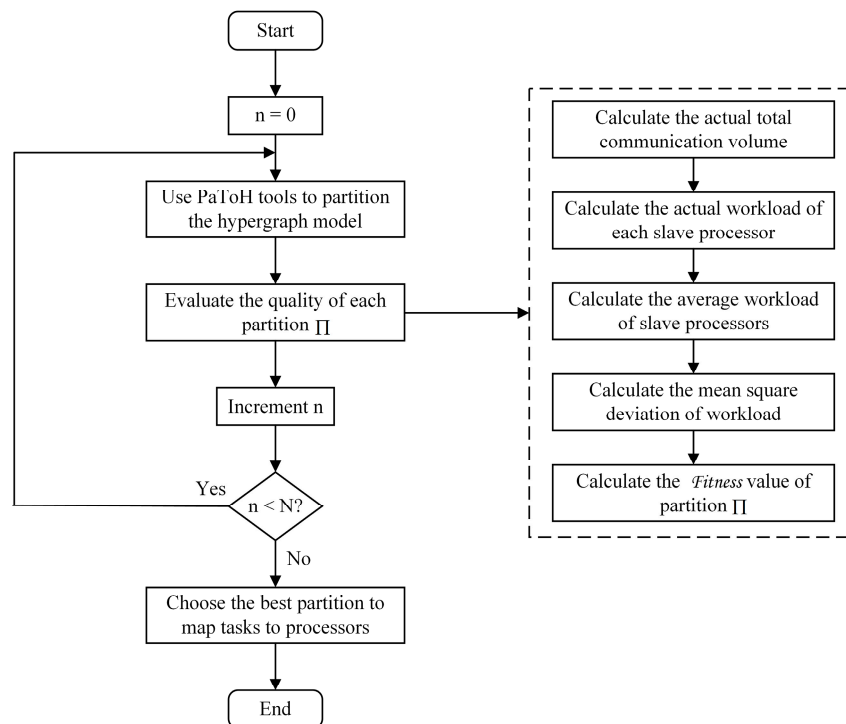 Start
n = 0
Use PaToH tools to partition
the hypergraph model
Evaluate the quality of each
partition ∏
Increment n
Yes
n < N?
No
Choose the best partition to
map tasks to processors
End
Calculate the actual total
communication volume
Calculate the actual workload of
each slave processor
Calculate the average workload
of slave processors
Calculate the mean square
deviation of workload
Calculate the Fitness value of
partition ∏